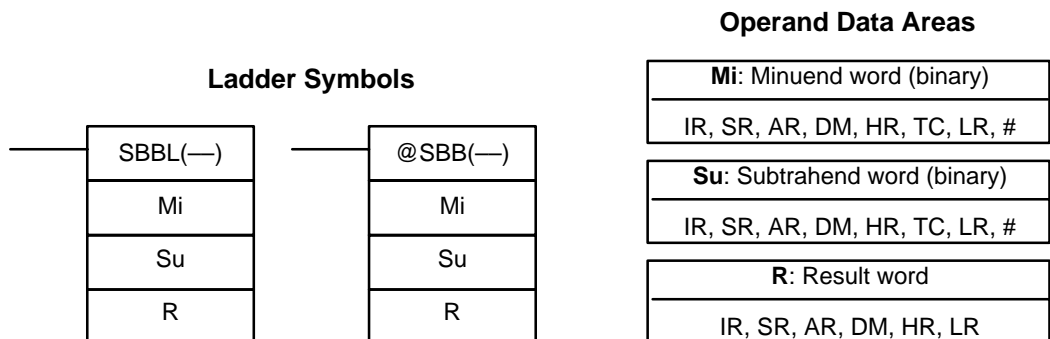 Ladder Symbols
SBBL(––)
Mi
Su
R
@SBB(––)
Mi
Su
R
Operand Data Areas
Mi: Minuend word (binary)
IR, SR, AR, DM, HR, TC, LR, #
Su: Subtrahend word (binary)
IR, SR, AR, DM, HR, TC, LR, #
R: Result word
IR, SR, AR, DM, HR, LR